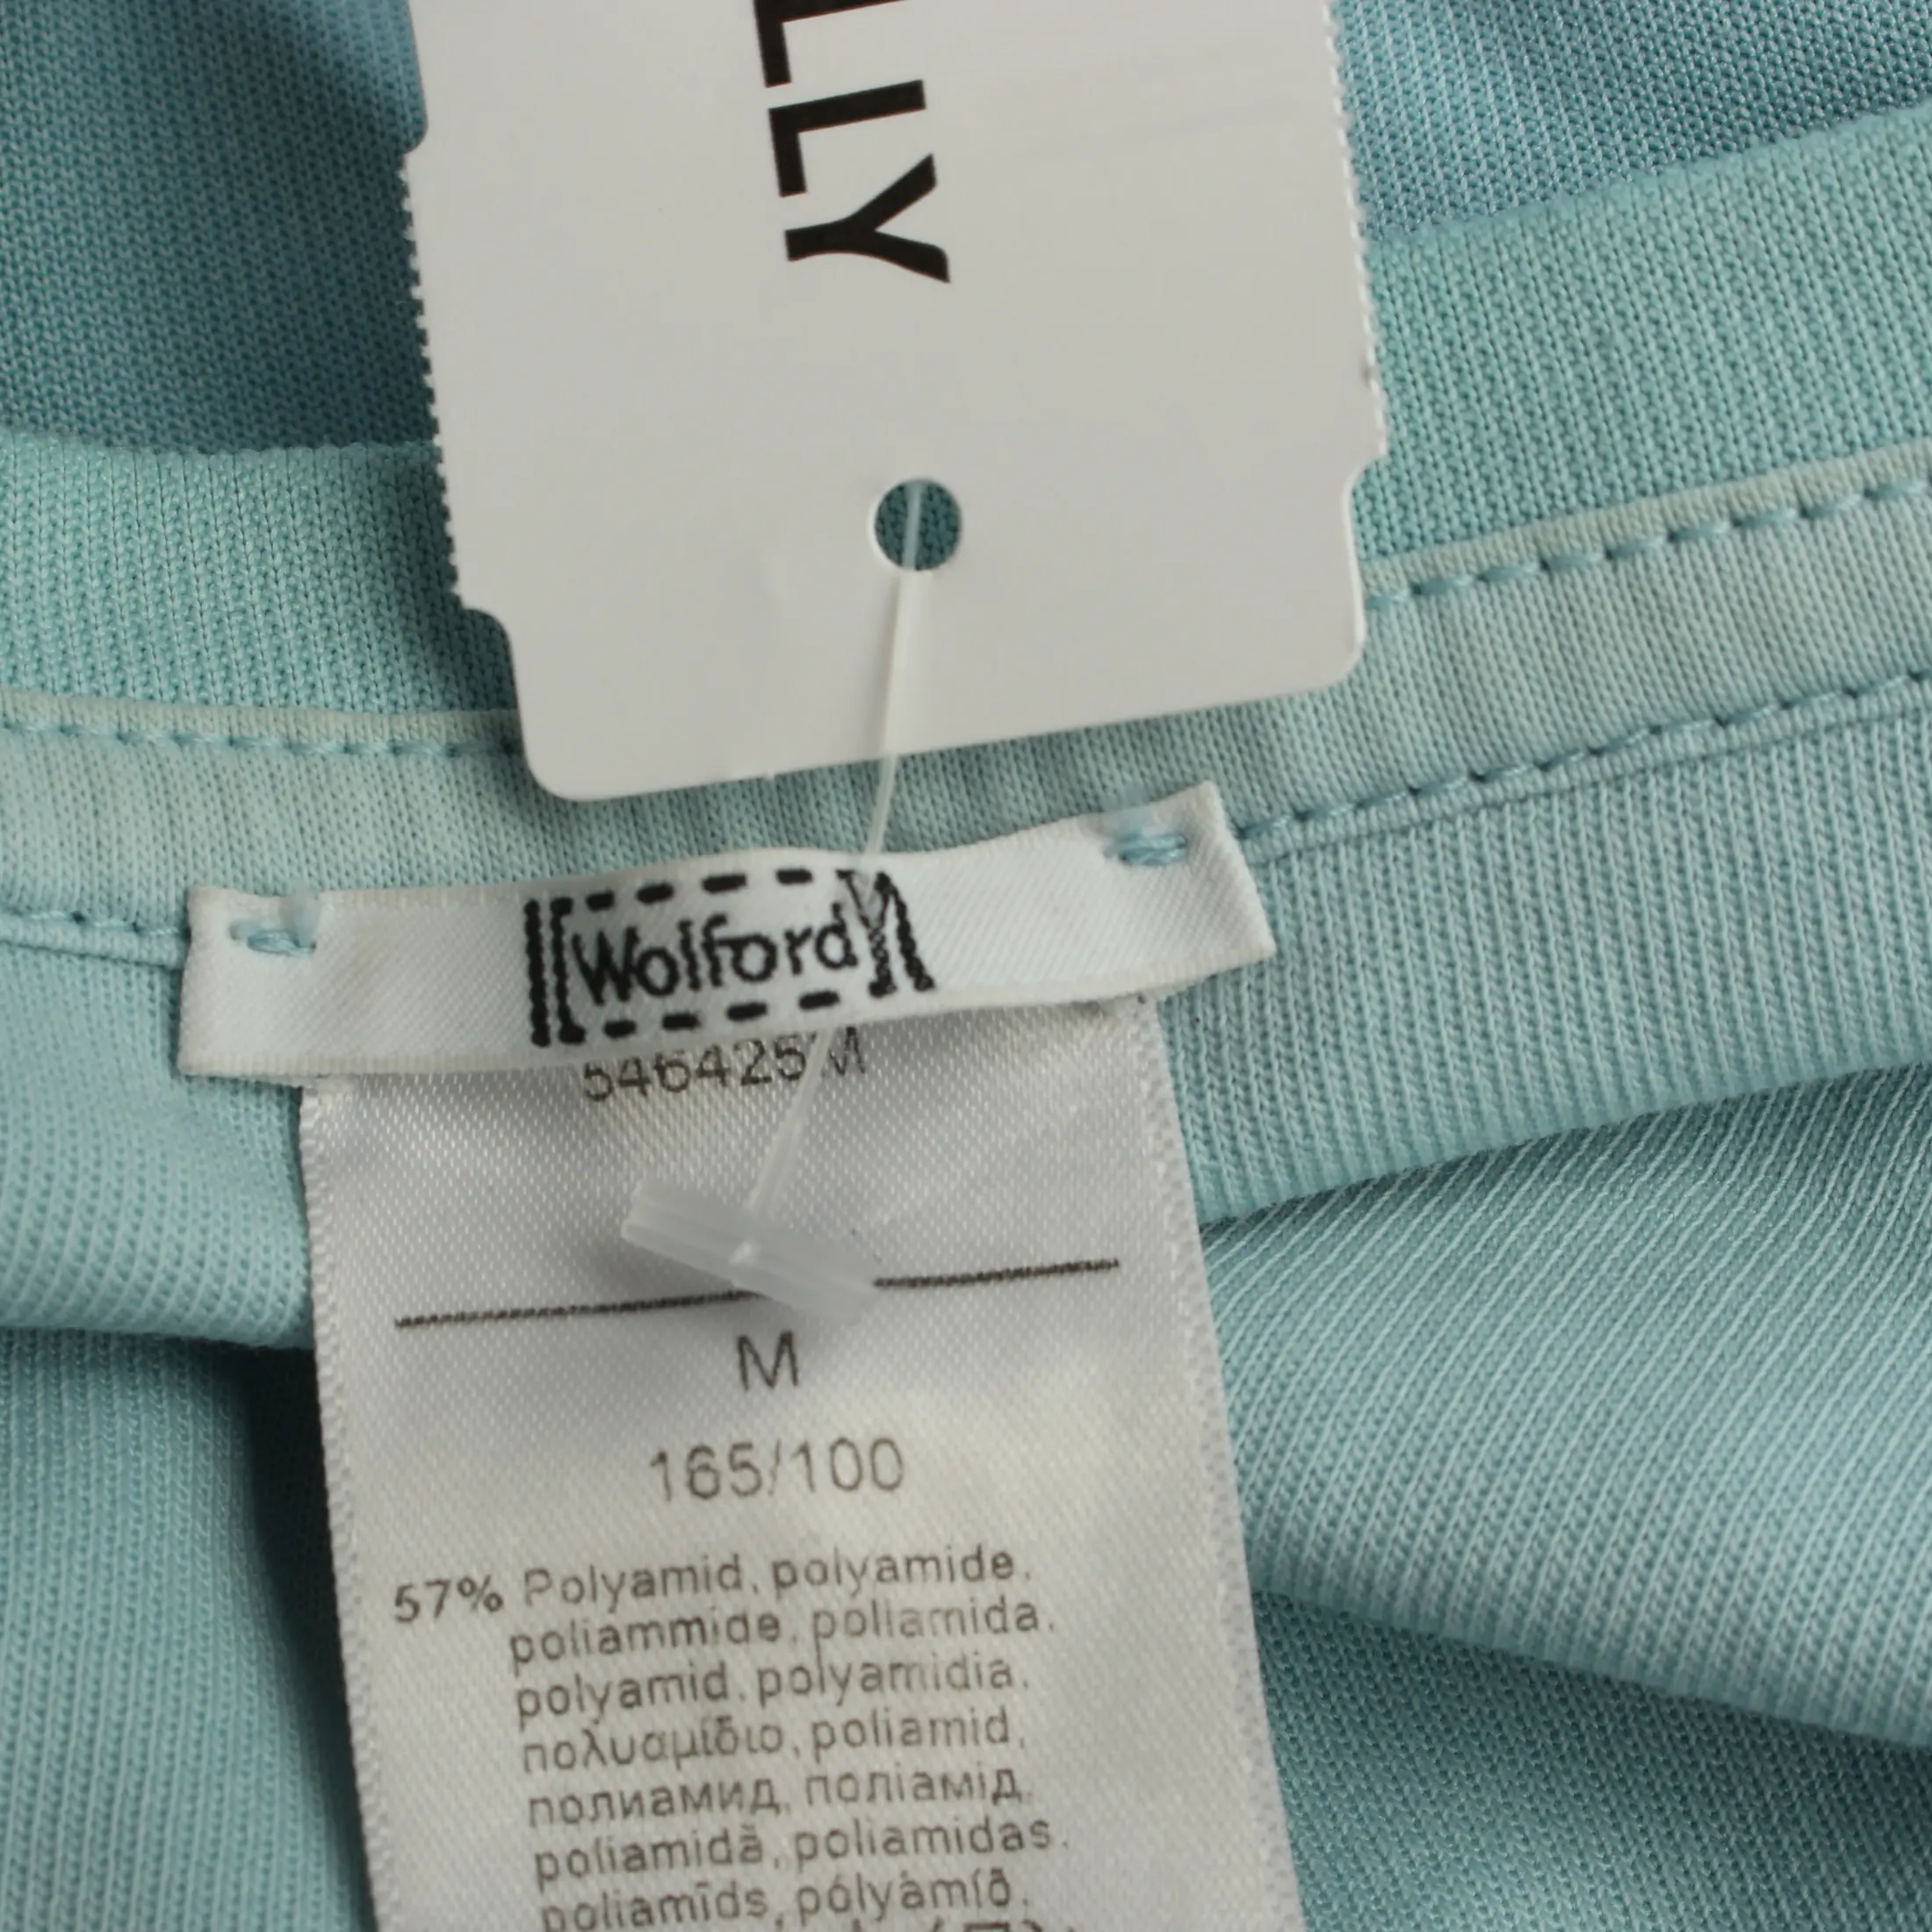 LLY
Wolford
546425 M
M
165/100
57% Polyamid, polyamide,
poliammide, poliamida,
polyamid, polyamidia,
πολυαμίδιο, poliamid,
полиамид, поліамід,
poliamidă, poliamidas,
poliamīds, pólýamíð,